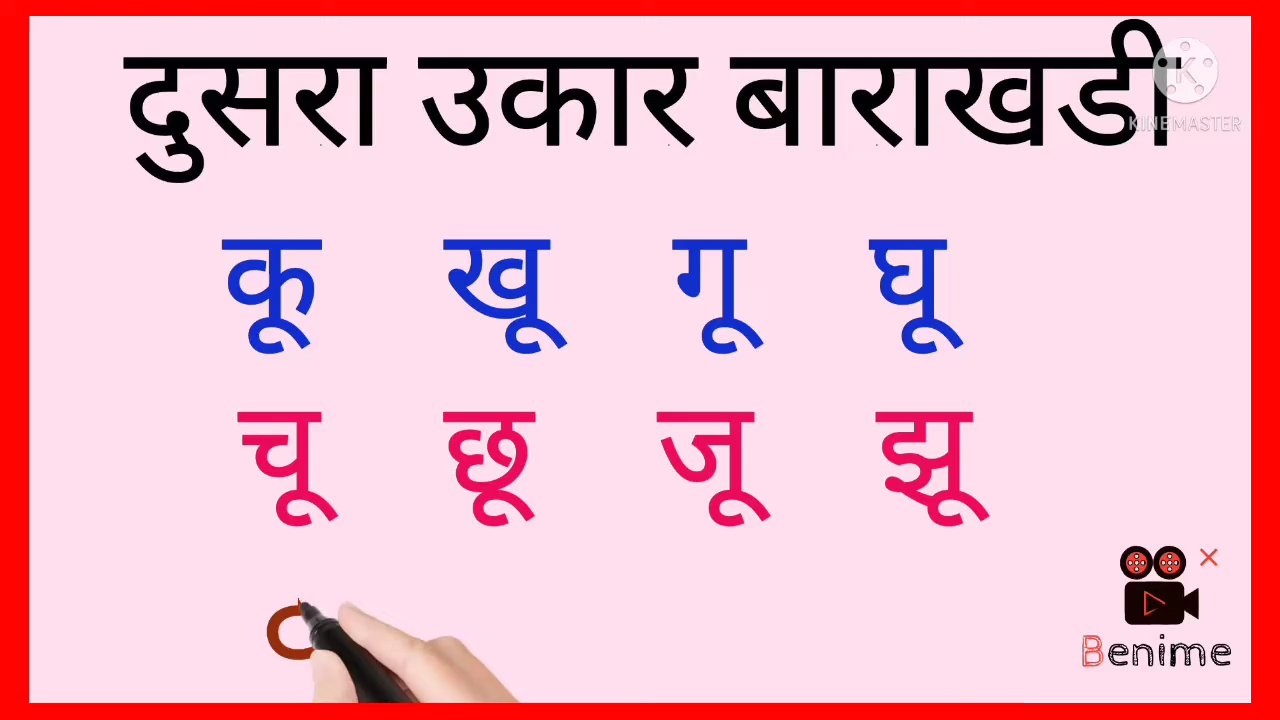 दुसरा उकार बाराखडी
KINEMASTER
कू खू गू घू
चू छू जू झू
Benime